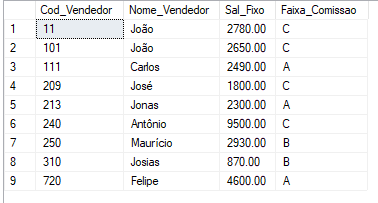 Cod_Vendedor Nome_Vendedor Sal_Fixo Faixa_Comissao
1 11 João 2780.00 C
2 101 João 2650.00 C
3 111 Carlos 2490.00 A
4 209 José 1800.00 C
5 213 Jonas 2300.00 A
6 240 Antônio 9500.00 C
7 250 Maurício 2930.00 B
8 310 Josias 870.00 B
9 720 Felipe 4600.00 A